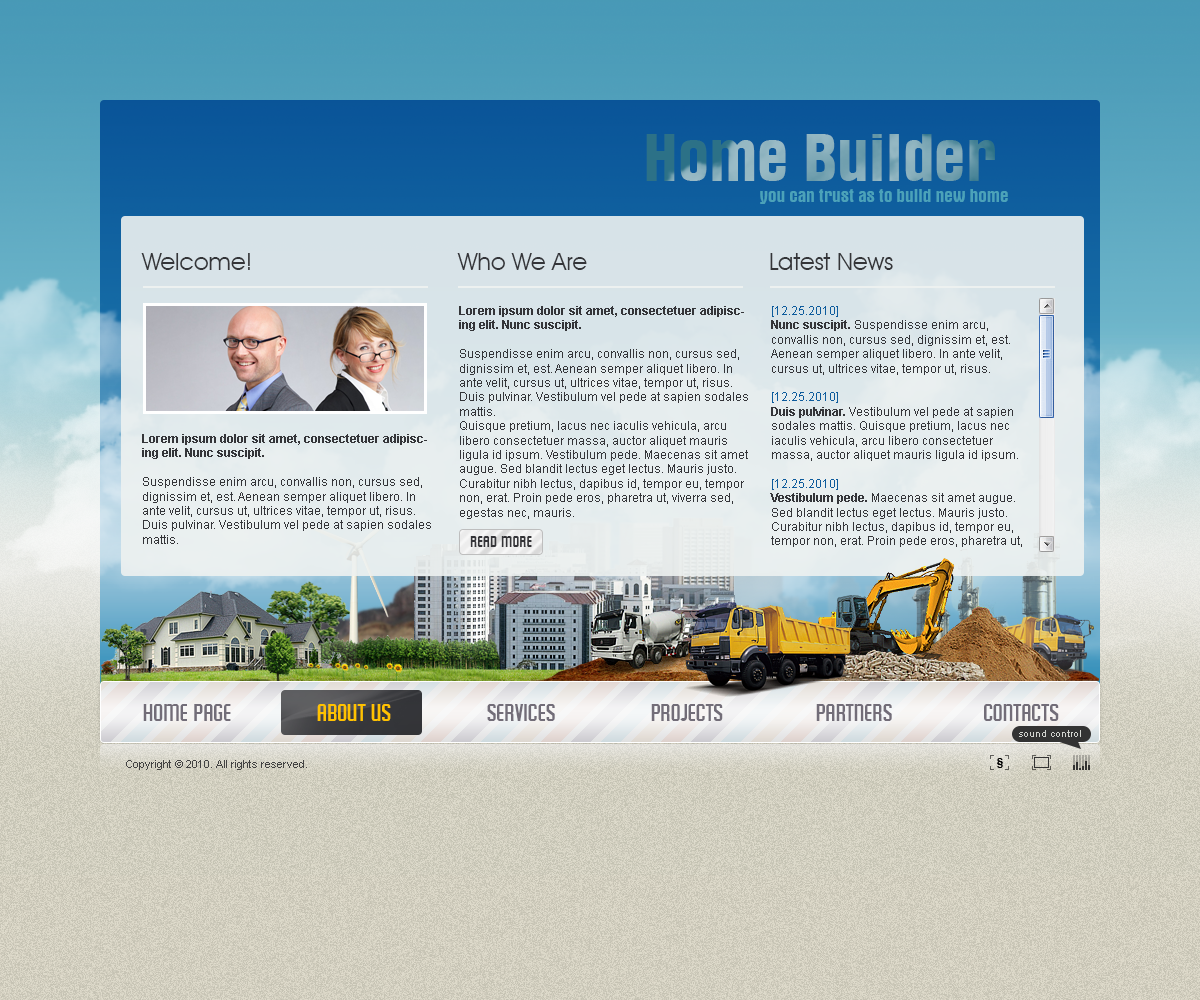 Home Builder
you can trust as to bulid new home
Welcome!
Lorem ipsum dolor sit amet, consectetuer adipisc-
ing elit. Nunc suscipit.
Suspendisse enim arcu, convallis non, cursus sed,
dignissim et, est. Aenean semper aliquet libero. In
ante velit, cursus ut, ultrices vitae, tempor ut, risus.
Duis pulvinar. Vestibulum vel pede at sapien sodales
mattis.
Who We Are
Lorem ipsum dolor sit amet, consectetuer adipisc-
ing elit. Nunc suscipit.
Suspendisse enim arcu, convallis non, cursus sed,
dignissim et, est. Aenean semper aliquet libero. In
ante velit, cursus ut, ultrices vitae, tempor ut, risus.
Duis pulvinar. Vestibulum vel pede at sapien sodales
mattis.
Quisque pretium, lacus nec iaculis vehicula, arcu
libero consectetuer massa, auctor aliquet mauris
ligula id ipsum. Vestibulum pede. Maecenas sit amet
augue. Sed blandit lectus eget lectus. Mauris justo.
Curabitur nibh lectus, dapibus id, tempor eu, tempor
non, erat. Proin pede eros, pharetra ut, viverra sed,
egestas nec, mauris.
READ MORE
Latest News
[12.25.2010]
Nunc suscipit. Suspendisse enim arcu,
convallis non, cursus sed, dignissim et, est.
Aenean semper aliquet libero. In ante velit,
cursus ut, ultrices vitae, tempor ut, risus.
[12.25.2010]
Duis pulvinar. Vestibulum vel pede at sapien
sodales mattis. Quisque pretium, lacus nec
iaculis vehicula, arcu libero consectetuer
massa, auctor aliquet mauris ligula id ipsum.
[12.25.2010]
Vestibulum pede. Maecenas sit amet augue.
Sed blandit lectus eget lectus. Mauris justo.
Curabitur nibh lectus, dapibus id, tempor eu,
tempor non, erat. Proin pede eros, pharetra ut,
HOME PAGE
ABOUT US
SERVICES
PROJECTS
PARTNERS
CONTACTS
sound control
Copyright © 2010. All rights reserved.
§